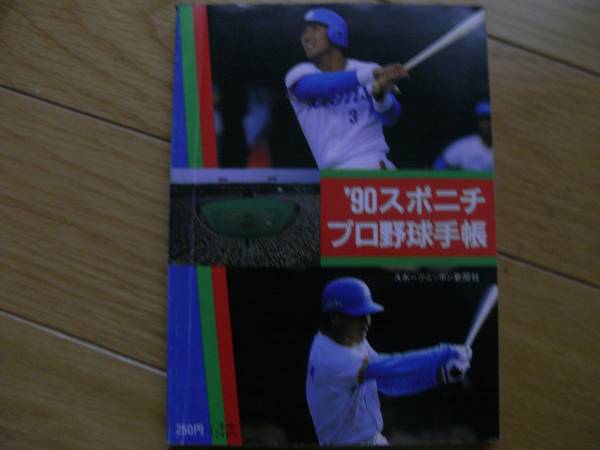 3
'90スポニチ
プロ野球手帳
スポーツニッポン新聞社
250円